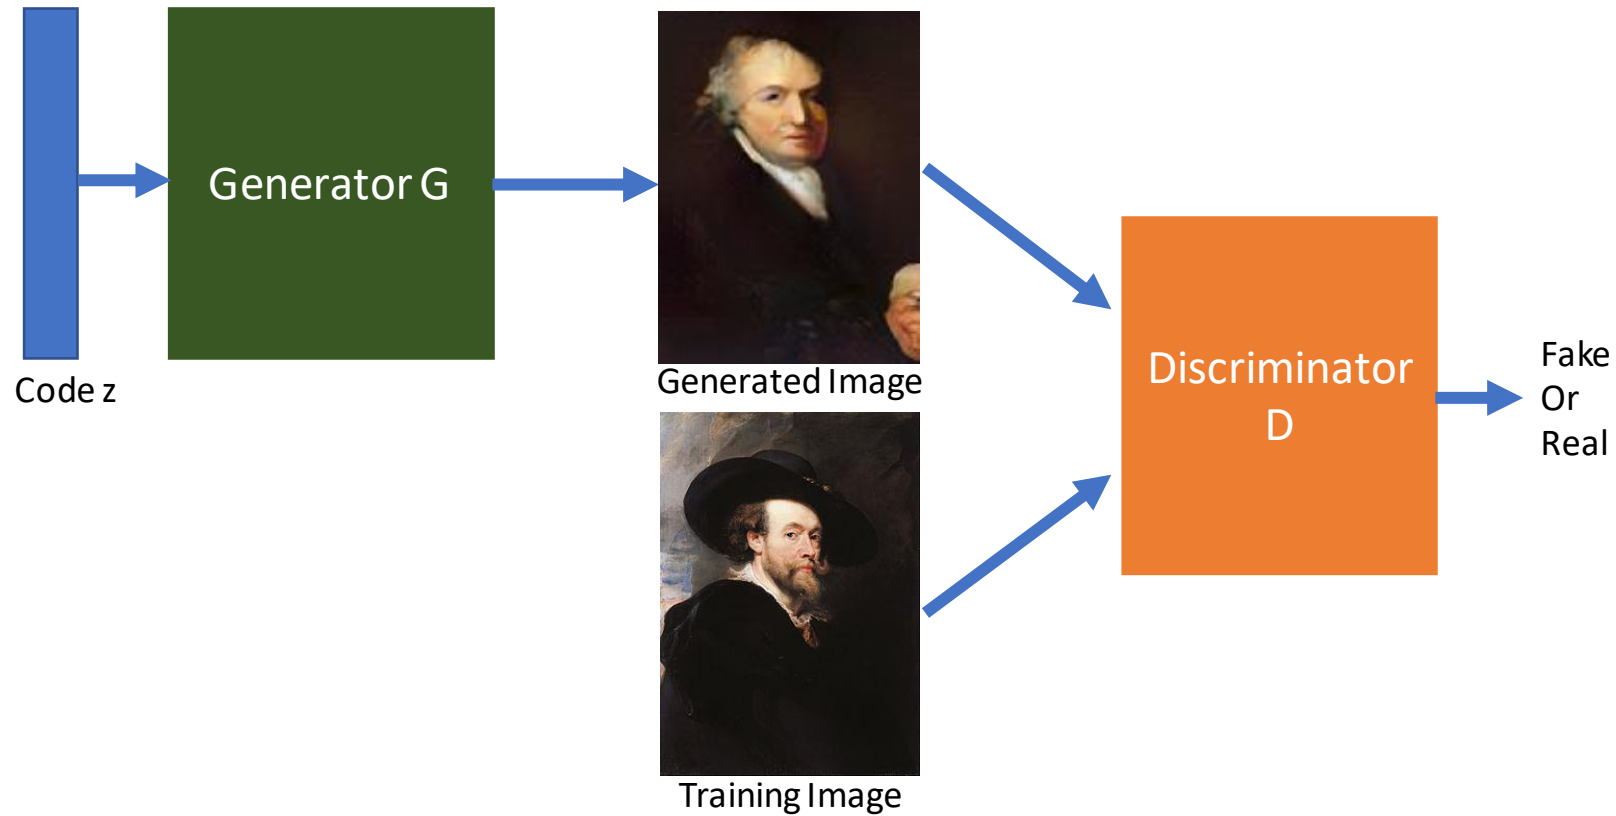 Generator G
Code z
Generated Image
Discriminator
D
Fake
Or
Real
Training Image